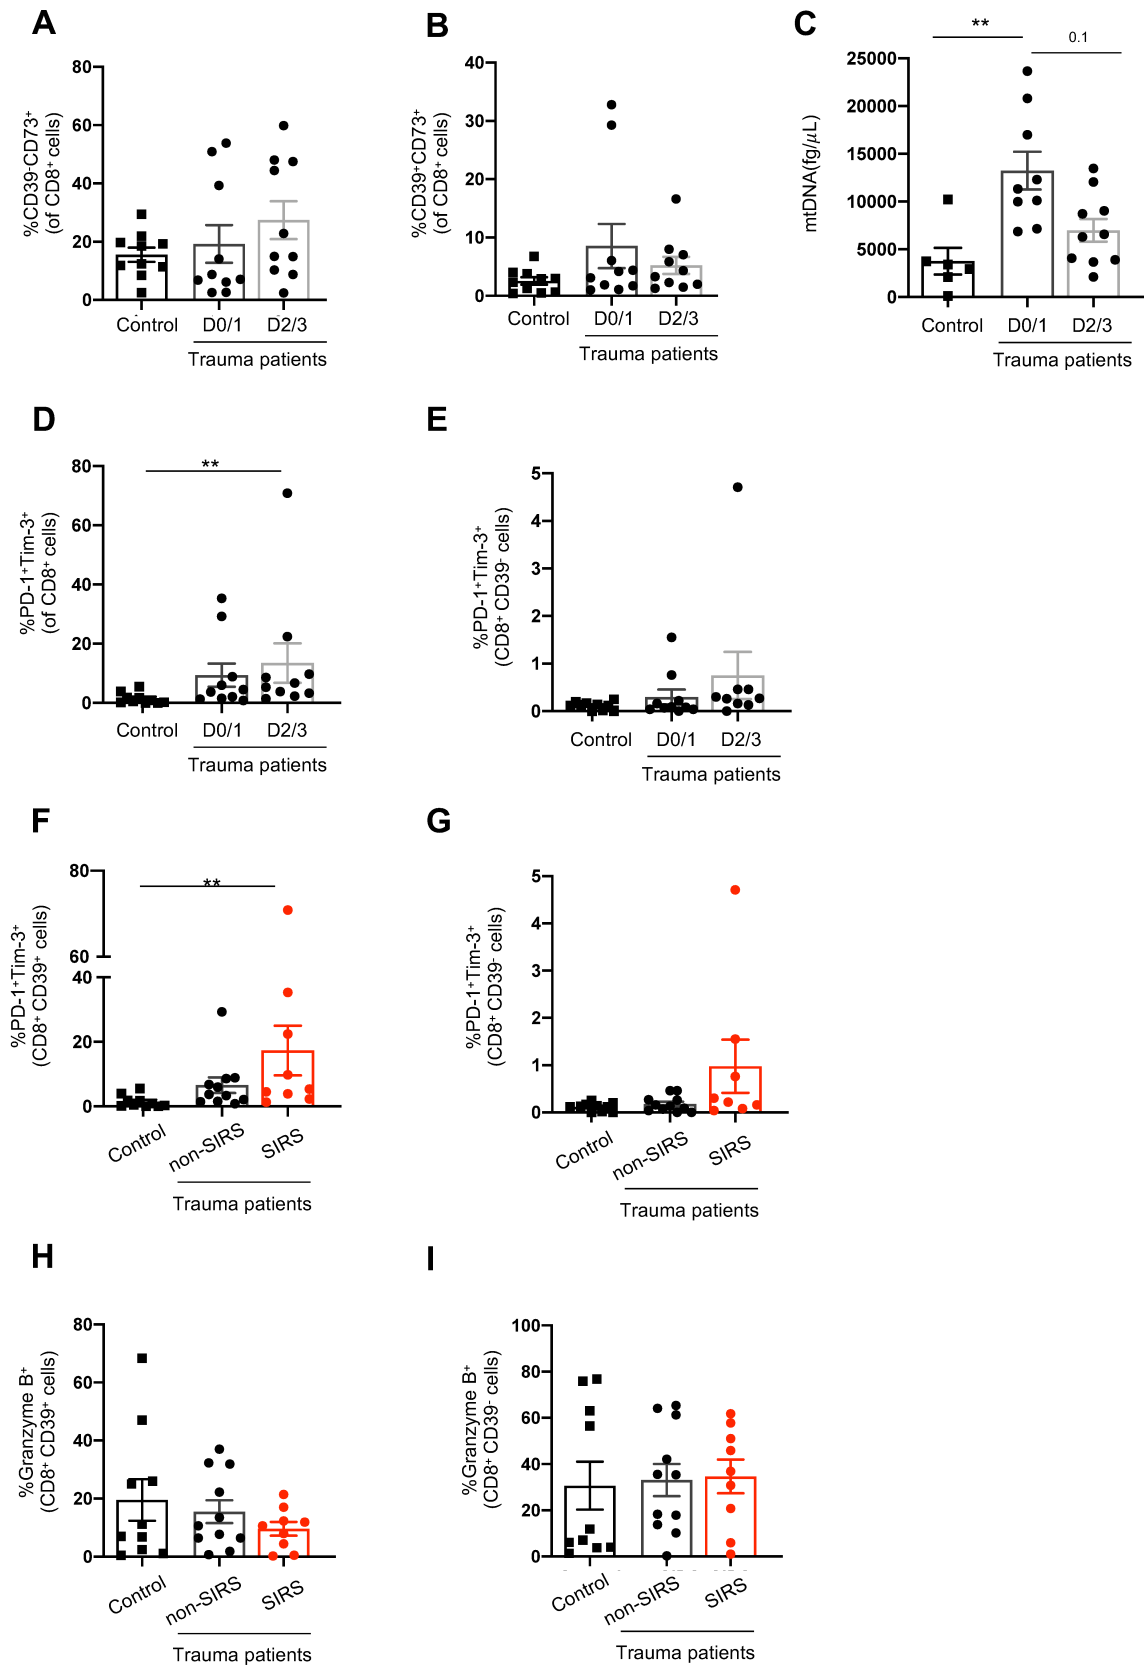 A
80
60
40
20
0
%CD39⁻CD73⁺
(of CD8⁺ cells)
Control
D0/1
D2/3
Trauma patients
B
40
30
20
10
0
%CD39⁺CD73⁺
(of CD8⁺ cells)
Control
D0/1
D2/3
Trauma patients
C
**
0.1
25000
20000
15000
10000
5000
0
mtDNA(fg/μL)
Control
D0/1
D2/3
Trauma patients
D
**
80
60
40
20
0
%PD-1⁺Tim-3⁺
(of CD8⁺ cells)
Control
D0/1
D2/3
Trauma patients
E
5
4
3
2
1
0
%PD-1⁺Tim-3⁺
(CD8⁺ CD39⁻ cells)
Control
D0/1
D2/3
Trauma patients
F
**
80
60
40
20
0
%PD-1⁺Tim-3⁺
(CD8⁺ CD39⁺ cells)
Control
non-SIRS
SIRS
Trauma patients
G
5
4
3
2
1
0
%PD-1⁺Tim-3⁺
(CD8⁺ CD39⁻ cells)
Control
non-SIRS
SIRS
Trauma patients
H
80
60
40
20
0
%Granzyme B⁺
(CD8⁺ CD39⁺ cells)
Control
non-SIRS
SIRS
Trauma patients
I
100
80
60
40
20
0
%Granzyme B⁺
(CD8⁺ CD39⁻ cells)
Control
non-SIRS
SIRS
Trauma patients